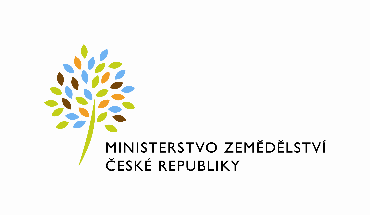 MINISTERSTVO ZEMĚDĚLSTVÍ
ČESKÉ REPUBLIKY